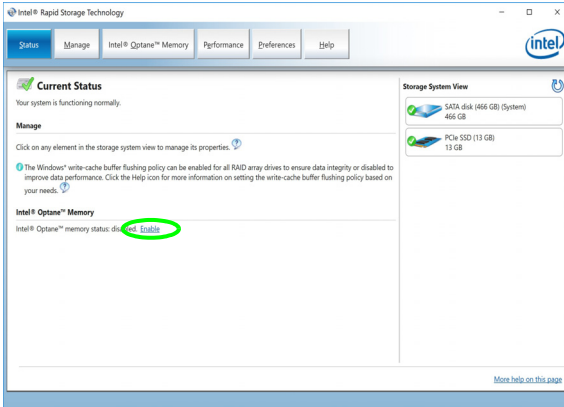 Intel® Rapid Storage Technology
Status Manage Intel® Optane™ Memory Performance Preferences Help
intel
Current Status
Your system is functioning normally.
Manage
Click on any element in the storage system view to manage its properties.
The Windows* write-cache buffer flushing policy can be enabled for all RAID array drives to ensure data integrity or disabled to
improve data performance. Click the Help icon for more information on setting the write-cache buffer flushing policy based on
your needs.
Intel® Optane™ Memory
Intel® Optane™ memory status: disabled. Enable
Storage System View
SATA disk (466 GB) (System)
466 GB
PCIe SSD (13 GB)
13 GB
More help on this page